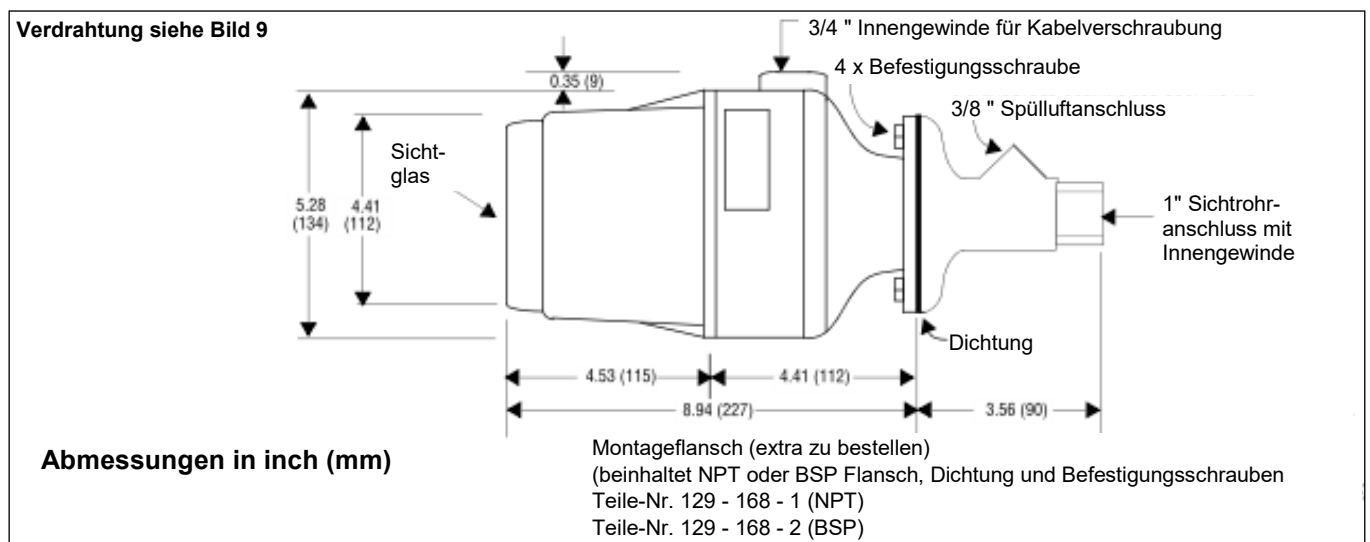 Verdrahtung siehe Bild 9
3/4 " Innengewinde für Kabelverschraubung
4 x Befestigungsschraube
0.35 (9)
3/8 " Spülluftanschluss
Sicht-
glas
5.28
(134)
4.41
(112)
1" Sichtrohr-
anschluss mit
Innengewinde
Dichtung
4.53 (115)
4.41 (112)
8.94 (227)
3.56 (90)
Abmessungen in inch (mm)
Montageflansch (extra zu bestellen)
(beinhaltet NPT oder BSP Flansch, Dichtung und Befestigungsschrauben
Teile-Nr. 129 - 168 - 1 (NPT)
Teile-Nr. 129 - 168 - 2 (BSP)